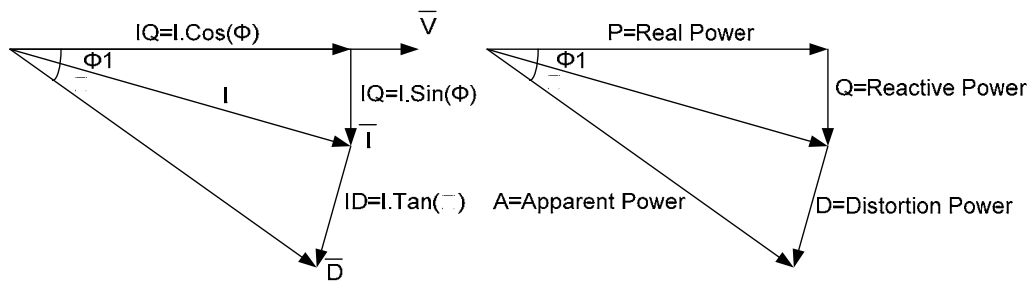 IQ=I.Cos(Φ)
V
Φ1
I
IQ=I.Sin(Φ)
I
ID=I.Tan( )
D
P=Real Power
Φ1
Q=Reactive Power
A=Apparent Power
D=Distortion Power